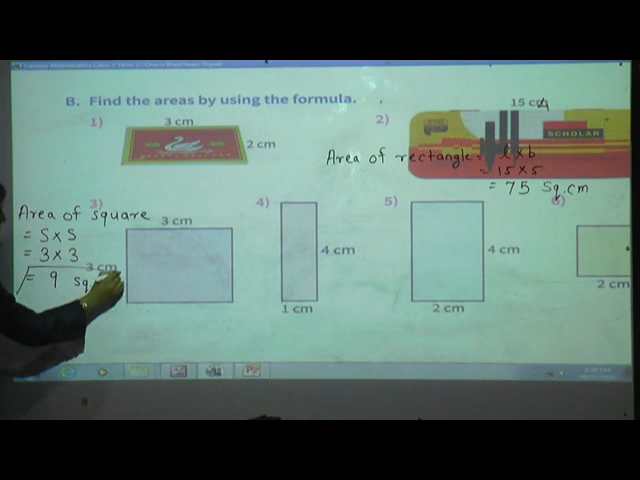 B. Find the areas by using the formula.
1)
3 cm
2 cm
2)
15 cm
SCHOLAR
Area of rectangle = l x b
= 15 x 5
= 75 Sq.cm
3)
Area of square
= S x S
= 3 x 3
= 9 sq
3 cm
3 cm
4)
4 cm
1 cm
5)
4 cm
2 cm
6)
2 cm